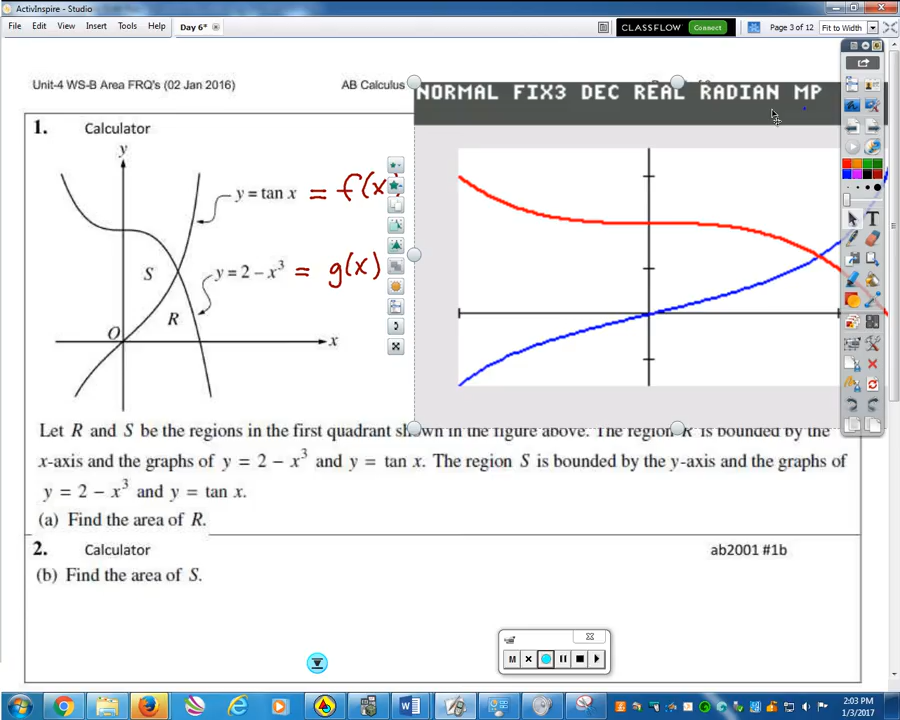 ActivInspire - Studio
File Edit View Insert Tools Help Day 6* CLASSFLOW Connect Page 3 of 12 Fit to Width
Unit-4 WS-B Area FRQ's (02 Jan 2016) AB Calculus
NORMAL FIX3 DEC REAL RADIAN MP
1. Calculator
y
y = tan x = f(x)
S y = 2 − x³ = g(x)
R
O x
Let R and S be the regions in the first quadrant shown in the figure above. The region R is bounded by the
x-axis and the graphs of y = 2 − x³ and y = tan x. The region S is bounded by the y-axis and the graphs of
y = 2 − x³ and y = tan x.
(a) Find the area of R.
2. Calculator ab2001 #1b
(b) Find the area of S.
M
2:03 PM
1/3/2017